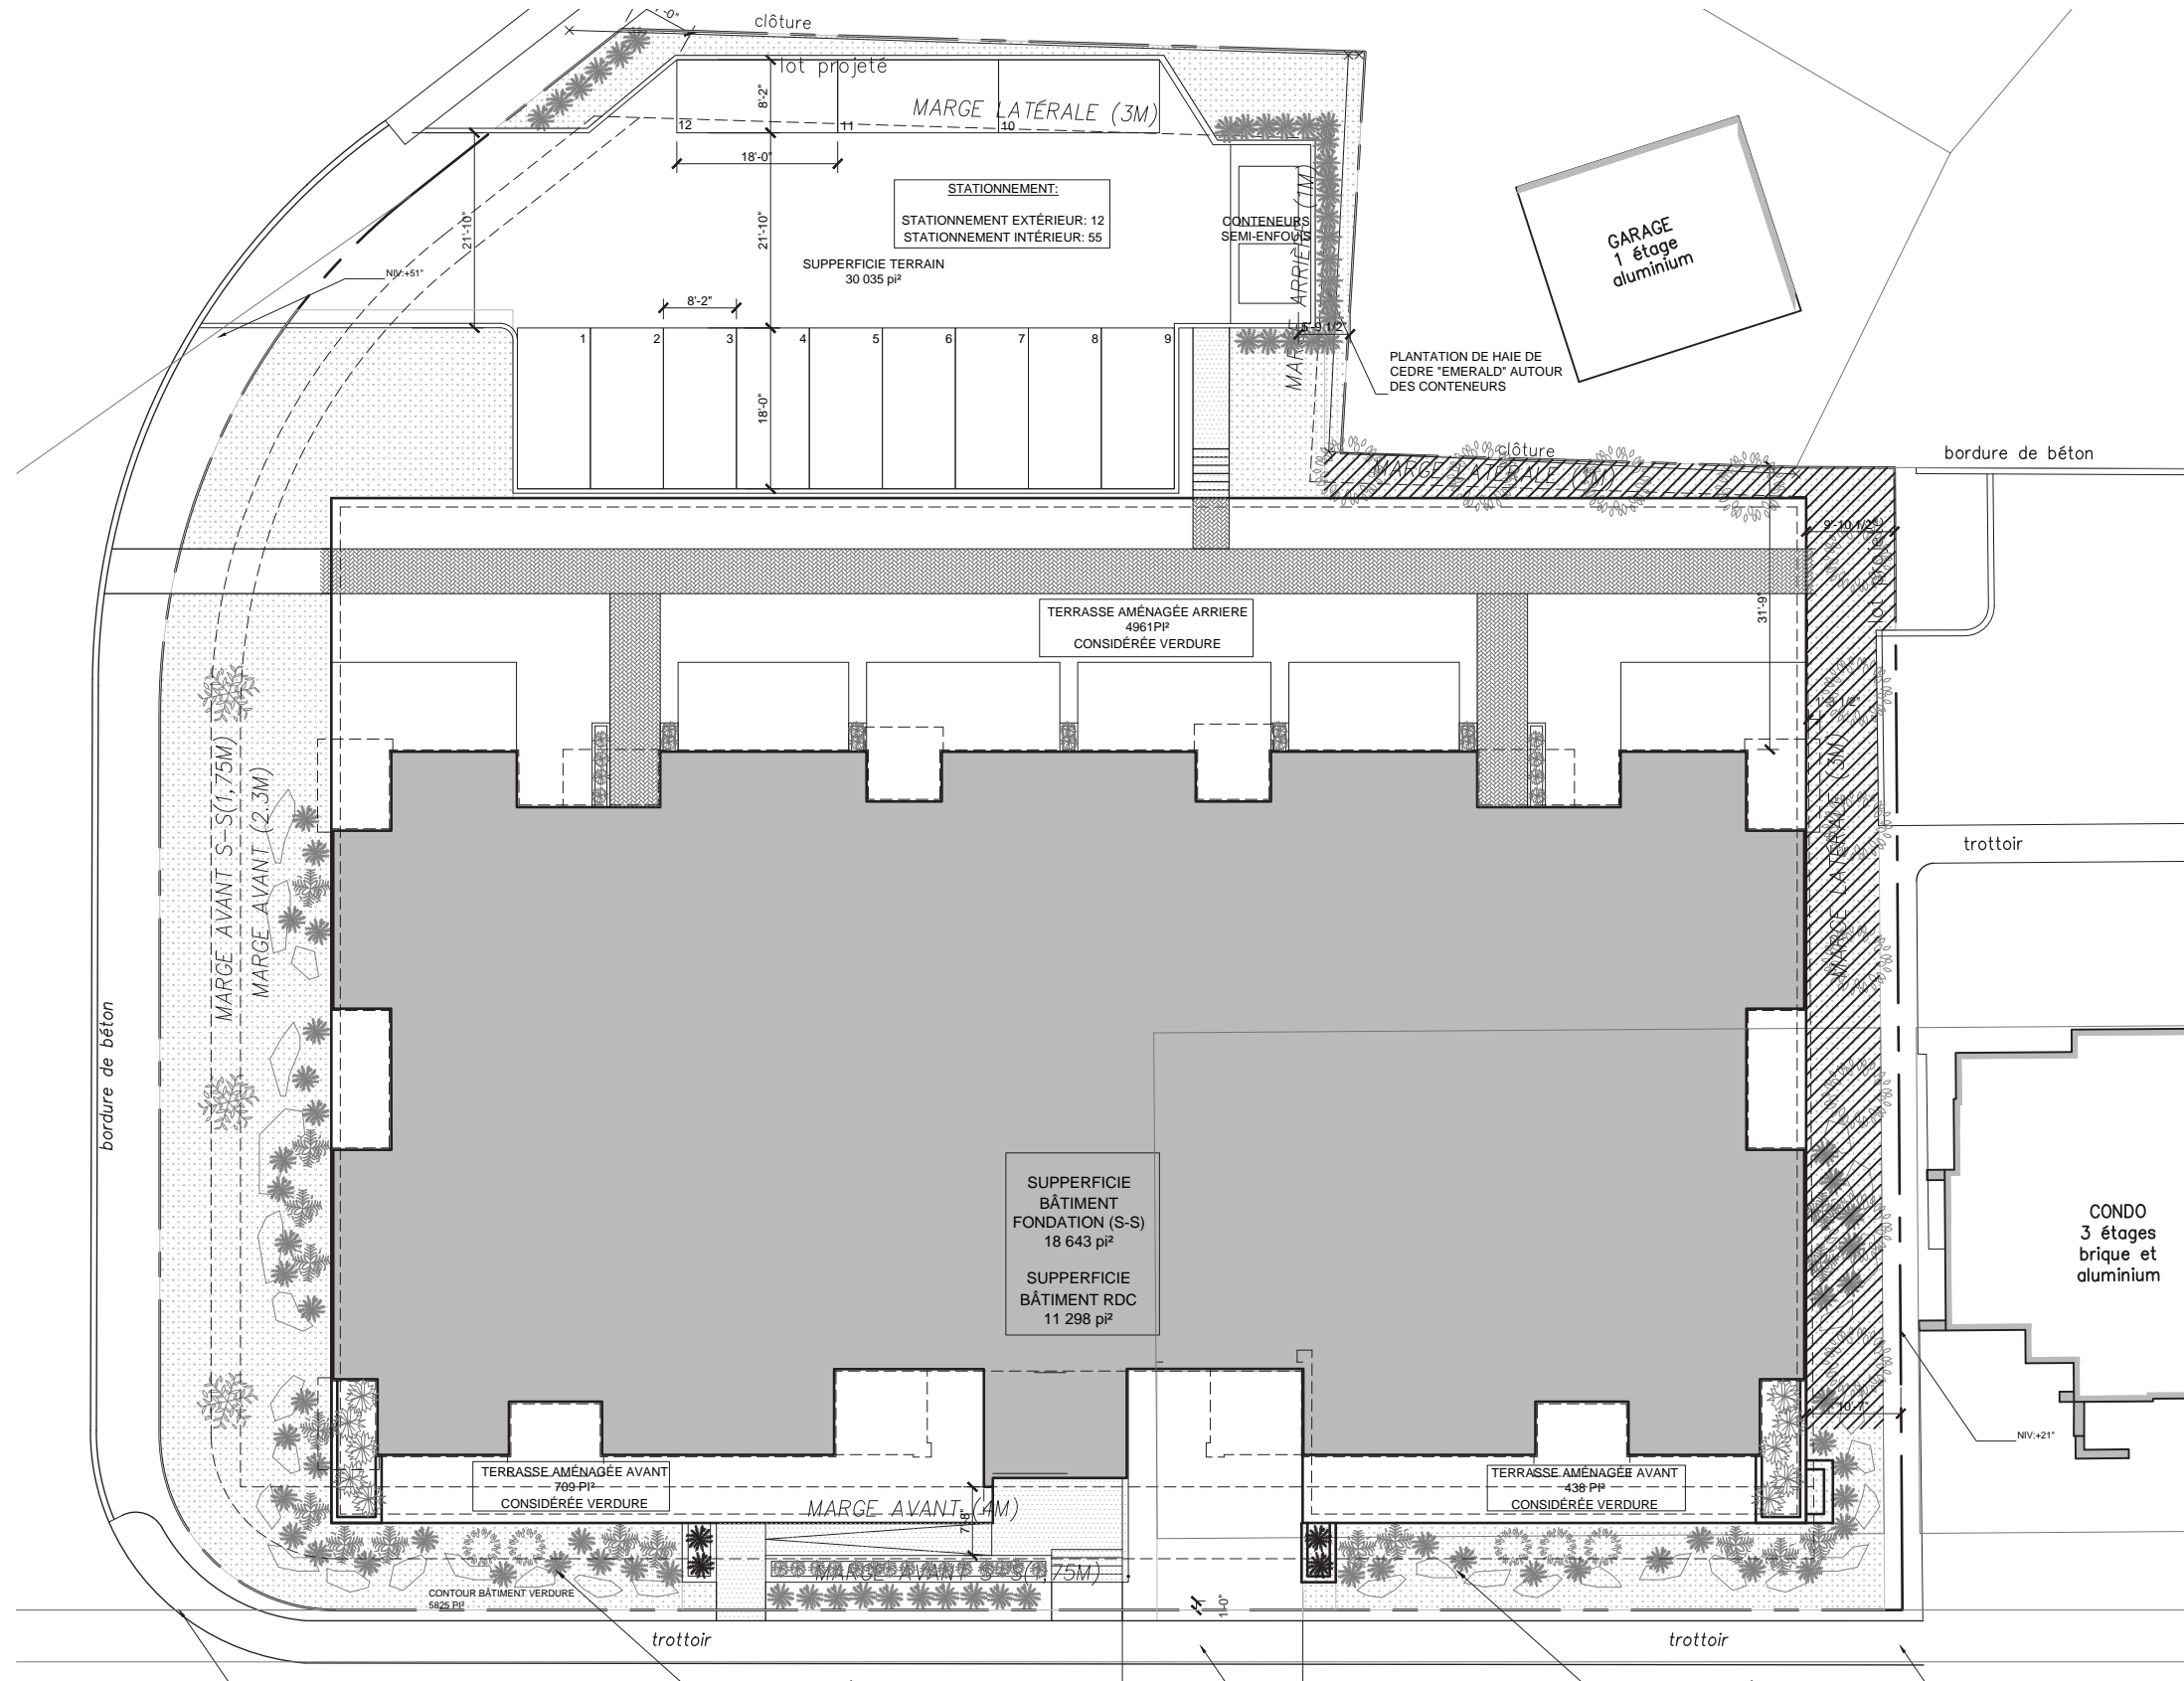 clôture
lot projeté
8'-2"
MARGE LATÉRALE (3M)
12
11
10
18'-0"
STATIONNEMENT:
STATIONNEMENT EXTÉRIEUR: 12
STATIONNEMENT INTÉRIEUR: 55
21'-10"
21'-10"
CONTENEURS
SEMI-ENFOUIS
MARGE ARRIÈRE (1M)
GARAGE
1 étage
aluminium
SUPPERFICIE TERRAIN
30 035 pi²
NIV:+51"
8'-2"
1
2
3
4
5
6
7
8
9
5'-9 1/2"
PLANTATION DE HAIE DE
CEDRE "EMERALD" AUTOUR
DES CONTENEURS
18'-0"
clôture
bordure de béton
9'-10 1/2"
lot projeté
31'-9"
TERRASSE AMÉNAGÉE ARRIERE
4961PI²
CONSIDÉRÉE VERDURE
MARGE AVANT S-S(1,75M)
MARGE AVANT (2.3M)
MARGE LATÉRALE (3M)
trottoir
bordure de béton
SUPPERFICIE
BÂTIMENT
FONDATION (S-S)
18 643 pi²
SUPPERFICIE
BÂTIMENT RDC
11 298 pi²
CONDO
3 étages
brique et
aluminium
10'-7"
NIV:+21"
TERRASSE AMÉNAGÉE AVANT
709 PI²
CONSIDÉRÉE VERDURE
MARGE AVANT (4M)
7'-8"
TERRASSE AMÉNAGÉE AVANT
438 PI²
CONSIDÉRÉE VERDURE
MARGE AVANT S-S(1,75M)
CONTOUR BÂTIMENT VERDURE
5825 PI²
1'-0"
trottoir
trottoir